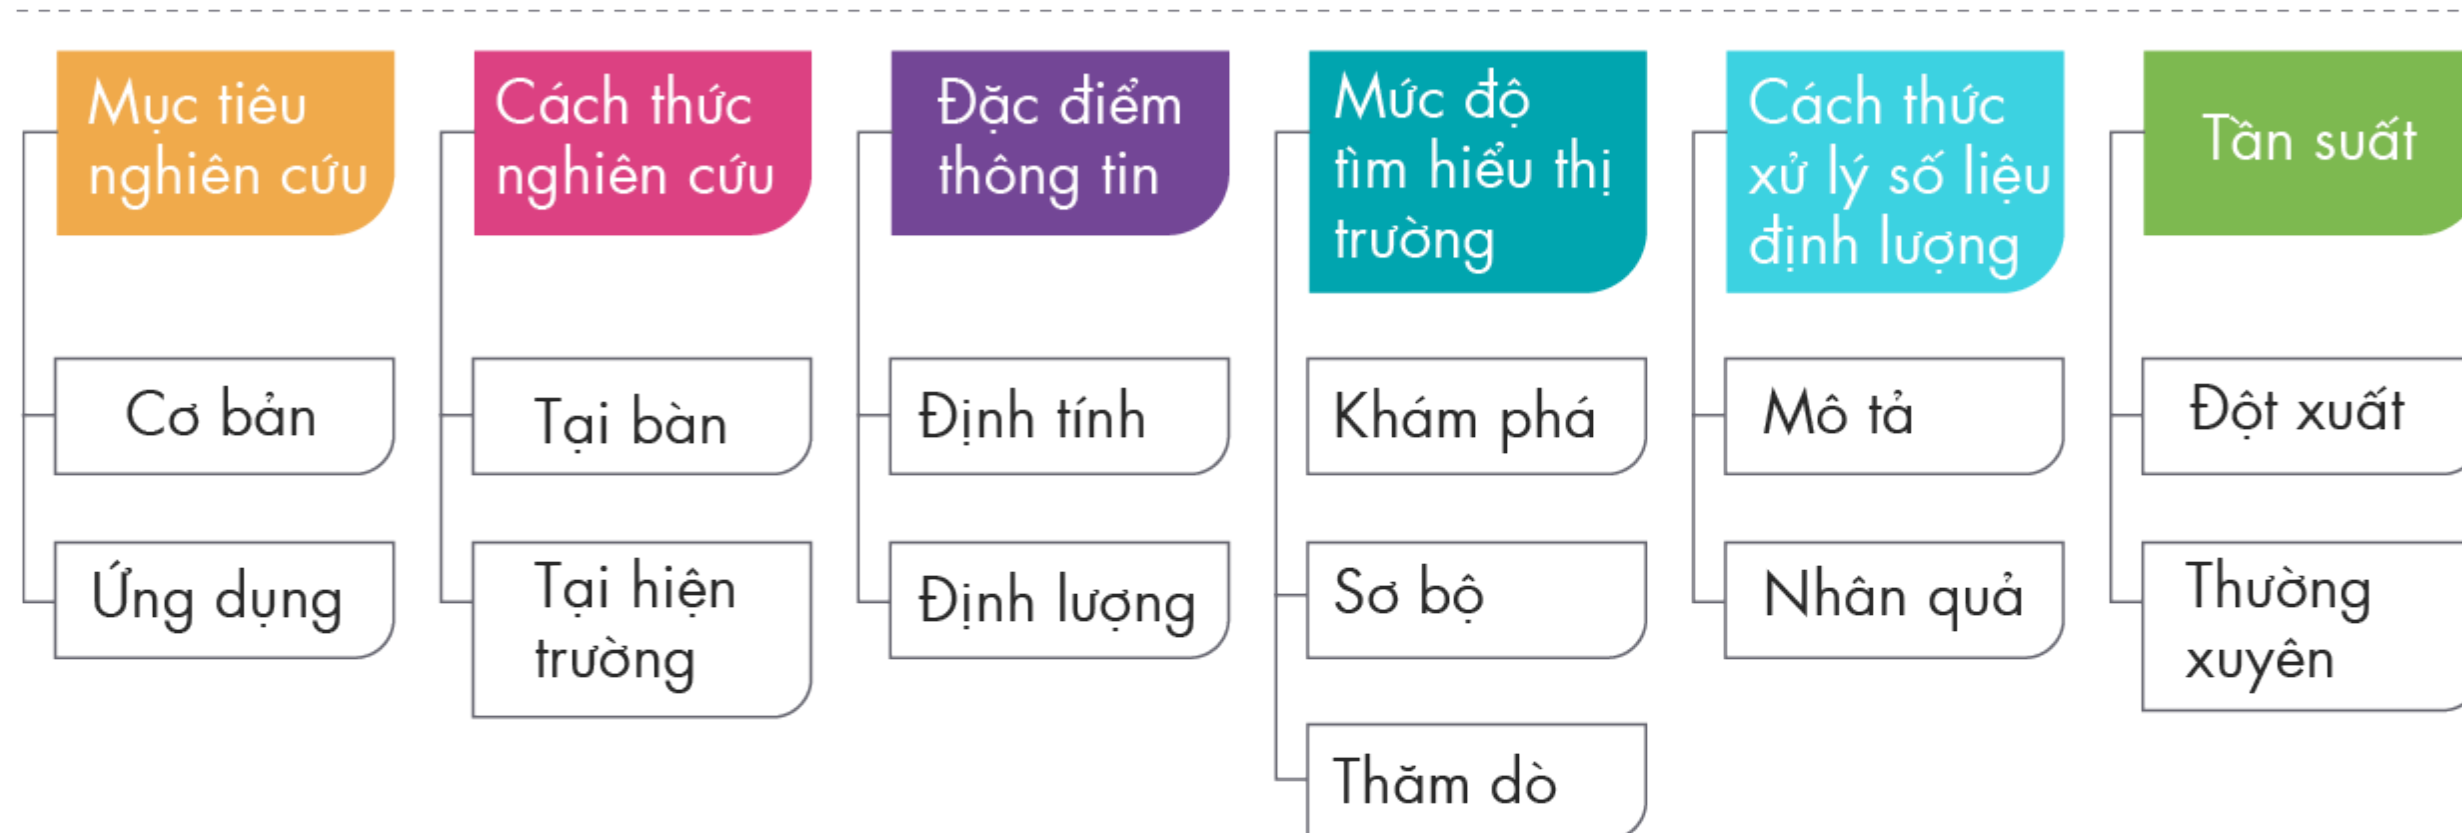 Mục tiêu
nghiên cứu
Cơ bản
Ứng dụng
Cách thức
nghiên cứu
Tại bàn
Tại hiện
trường
Đặc điểm
thông tin
Định tính
Định lượng
Mức độ
tìm hiểu thị
trường
Khám phá
Sơ bộ
Thăm dò
Cách thức
xử lý số liệu
định lượng
Mô tả
Nhân quả
Tần suất
Đột xuất
Thường
xuyên